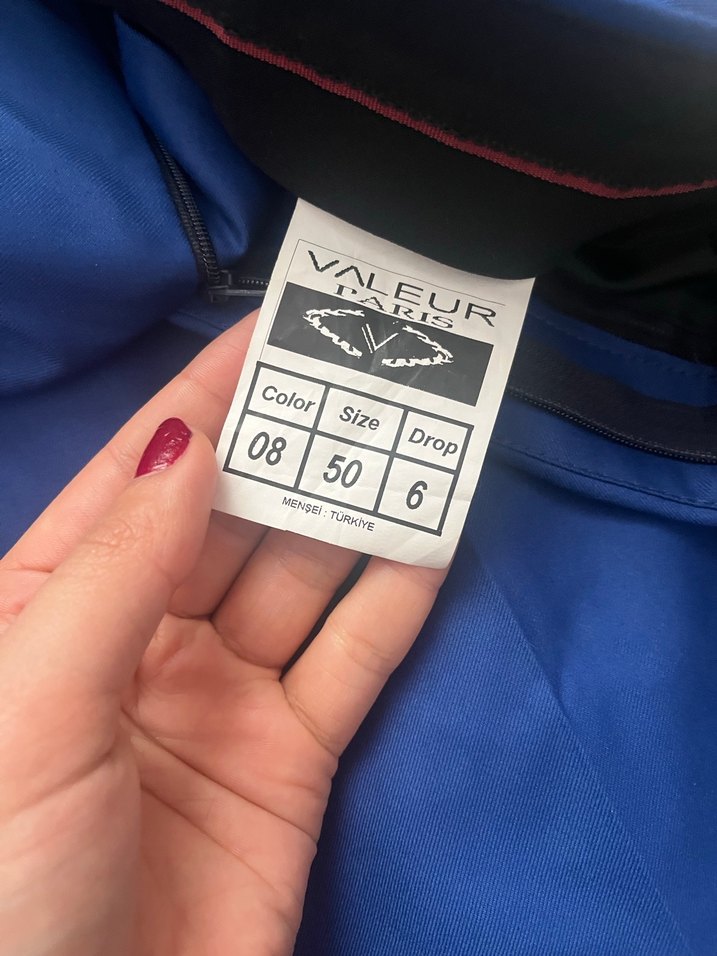 VALEUR
PARIS
V
Color Size Drop
08 50 6
MENŞEİ : TÜRKİYE